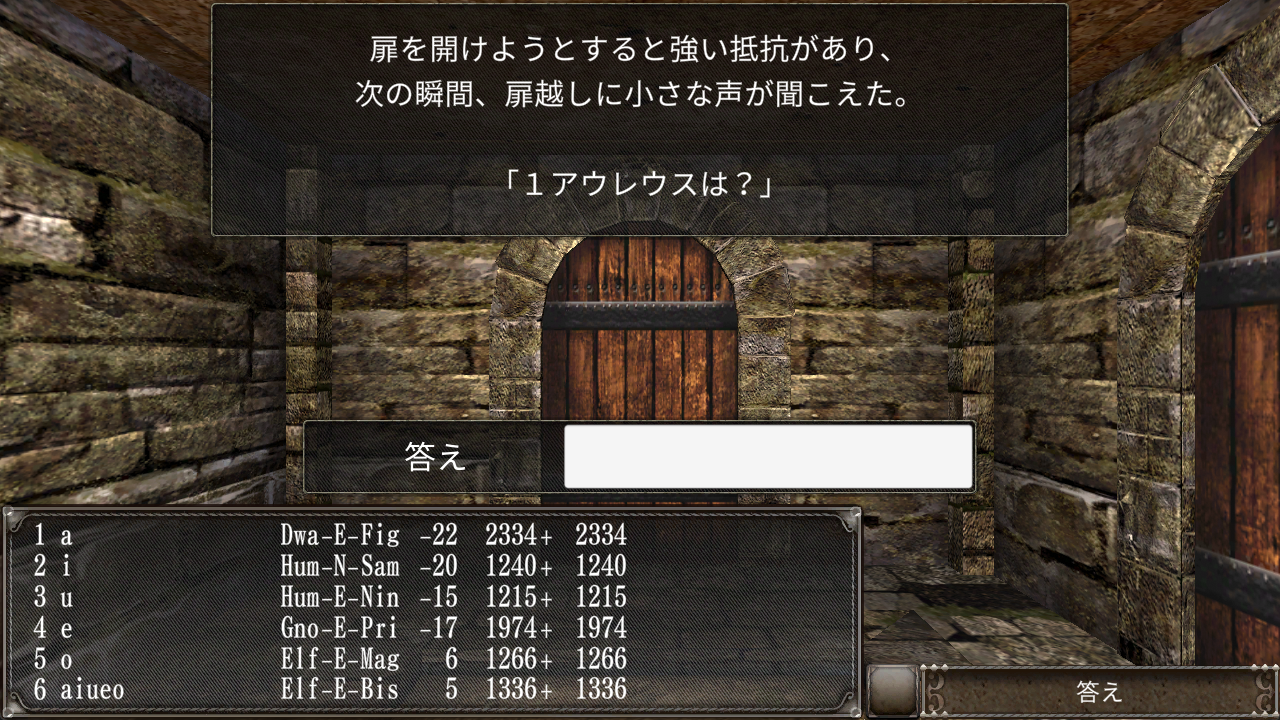 扉を開けようとすると強い抵抗があり、
次の瞬間、扉越しに小さな声が聞こえた。
「１アウレウスは？」
答え
1 a Dwa-E-Fig -22 2334+ 2334
2 i Hum-N-Sam -20 1240+ 1240
3 u Hum-E-Nin -15 1215+ 1215
4 e Gno-E-Pri -17 1974+ 1974
5 o Elf-E-Mag 6 1266+ 1266
6 aiueo Elf-E-Bis 5 1336+ 1336
答え